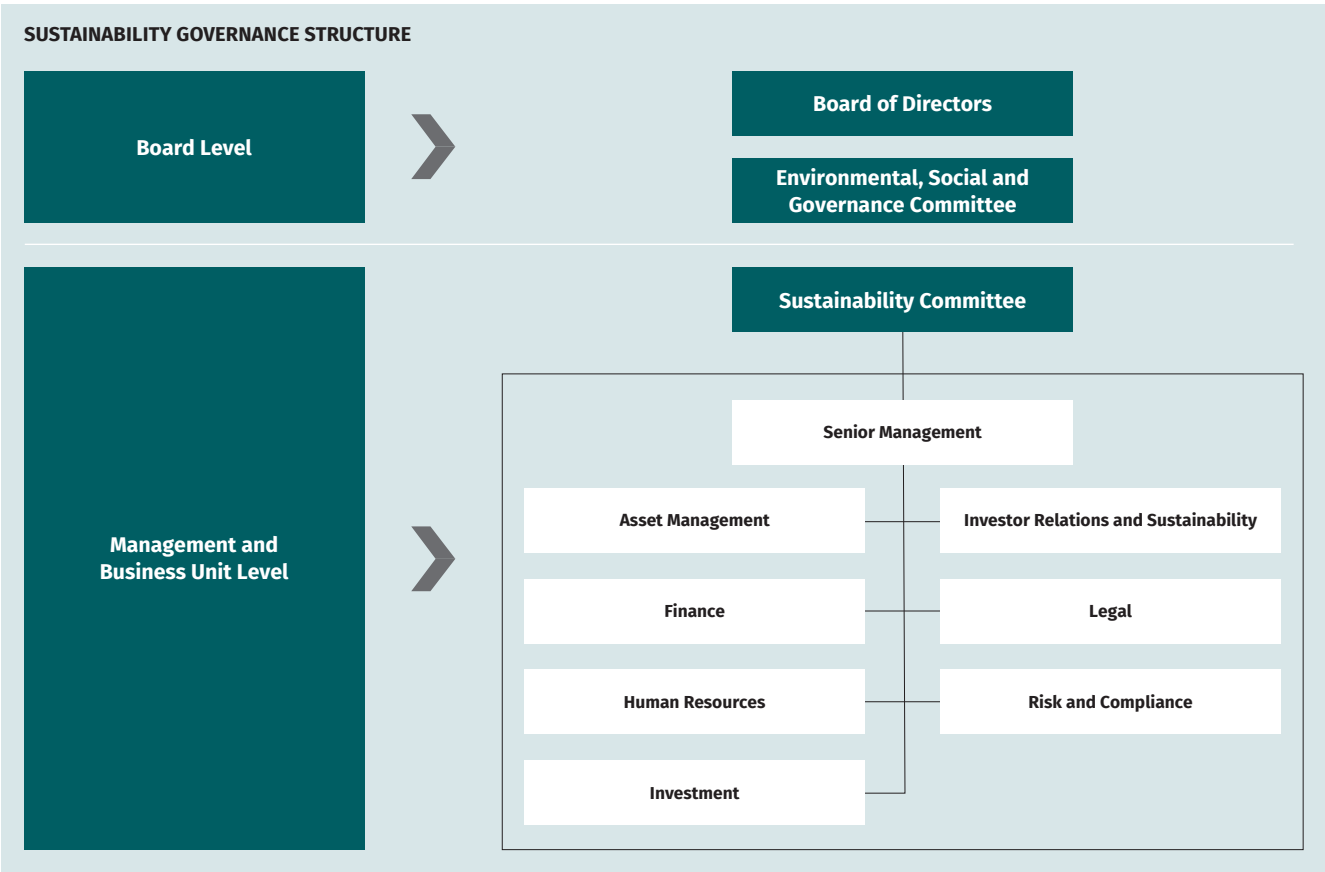 SUSTAINABILITY GOVERNANCE STRUCTURE
Board Level
Board of Directors
Environmental, Social and
Governance Committee
Management and
Business Unit Level
Sustainability Committee
Senior Management
Asset Management
Investor Relations and Sustainability
Finance
Legal
Human Resources
Risk and Compliance
Investment